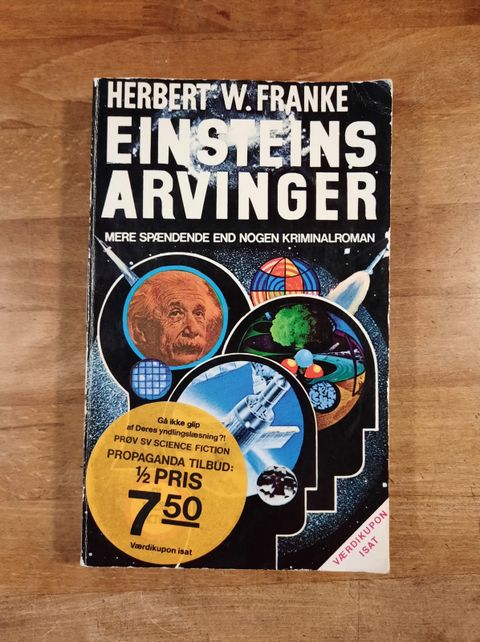 HERBERT W. FRANKE
EINSTEINS
ARVINGER
MERE SPÆNDENDE END NOGEN KRIMINALROMAN
Gå ikke glip
af Deres yndlingslæsning?!
PRØV SV SCIENCE FICTION
PROPAGANDA TILBUD:
½ PRIS
7 50
Værdikupon isat
VÆRDIKUPON
ISAT